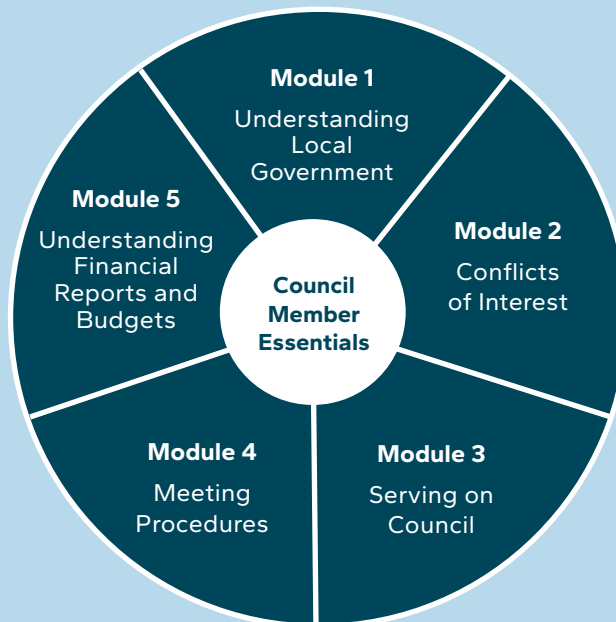 Module 1
Understanding
Local
Government
Module 2
Conflicts
of Interest
Module 3
Serving on
Council
Module 4
Meeting
Procedures
Module 5
Understanding
Financial
Reports and
Budgets
Council
Member
Essentials